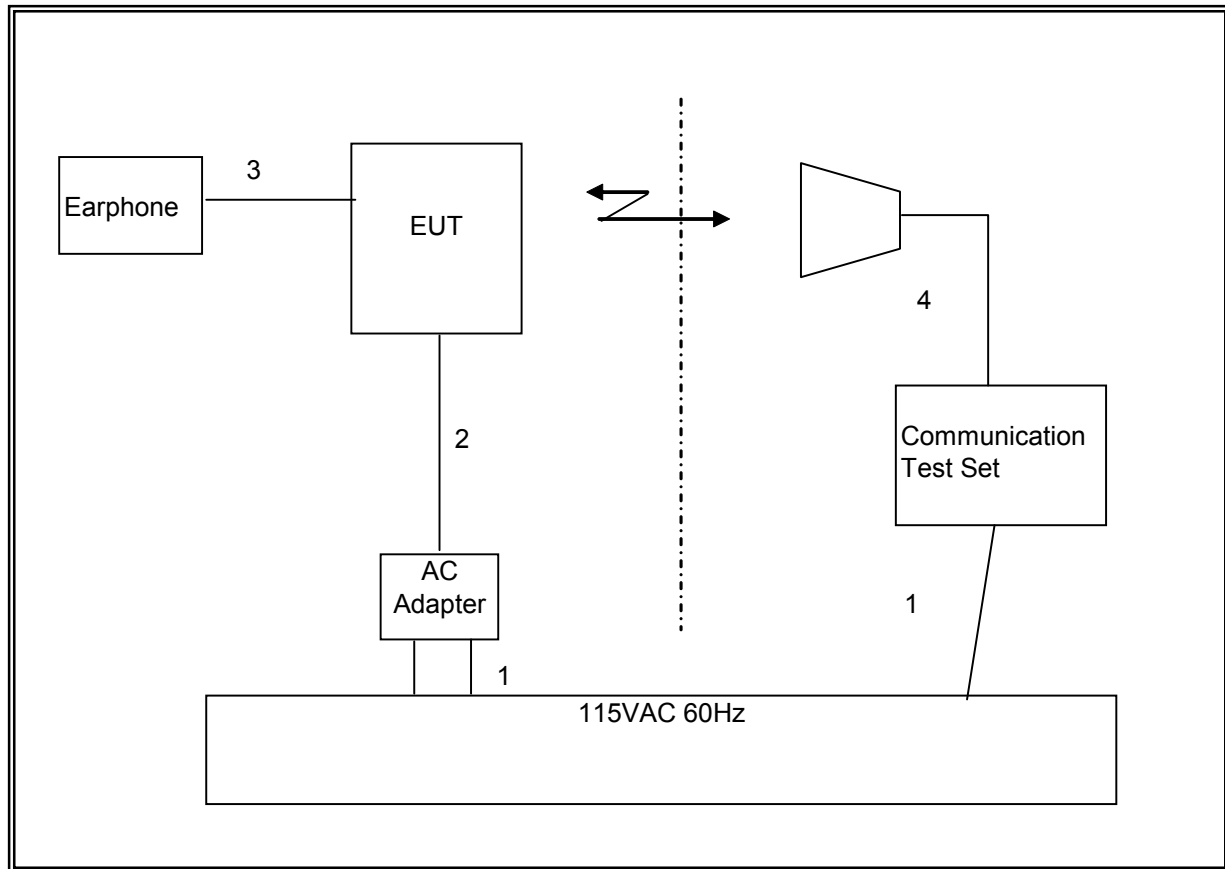 3
Earphone
EUT
4
2
Communication
Test Set
AC
Adapter
1
1
115VAC 60Hz